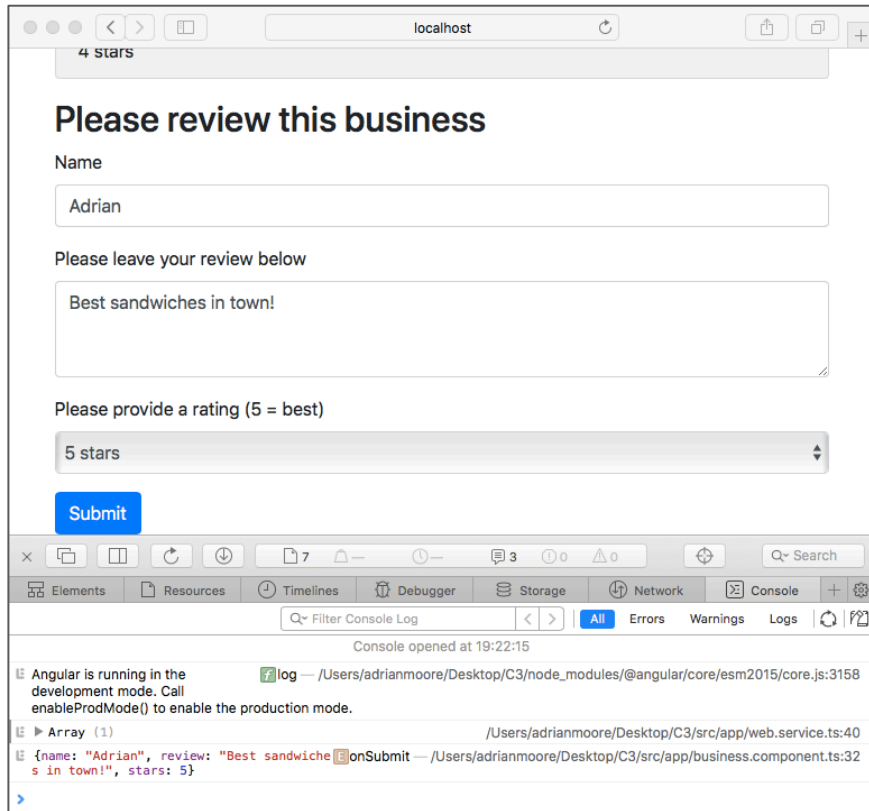 localhost
4 stars
Please review this business
Name
Adrian
Please leave your review below
Best sandwiches in town!
Please provide a rating (5 = best)
5 stars
Submit
7 — — 3 0 0 Search
Elements Resources Timelines Debugger Storage Network Console
Filter Console Log All Errors Warnings Logs
Console opened at 19:22:15
Angular is running in the f log — /Users/adrianmoore/Desktop/C3/node_modules/@angular/core/esm2015/core.js:3158
development mode. Call
enableProdMode() to enable the production mode.
Array (1) /Users/adrianmoore/Desktop/C3/src/app/web.service.ts:40
{name: "Adrian", review: "Best sandwiche E onSubmit — /Users/adrianmoore/Desktop/C3/src/app/business.component.ts:32
s in town!", stars: 5}